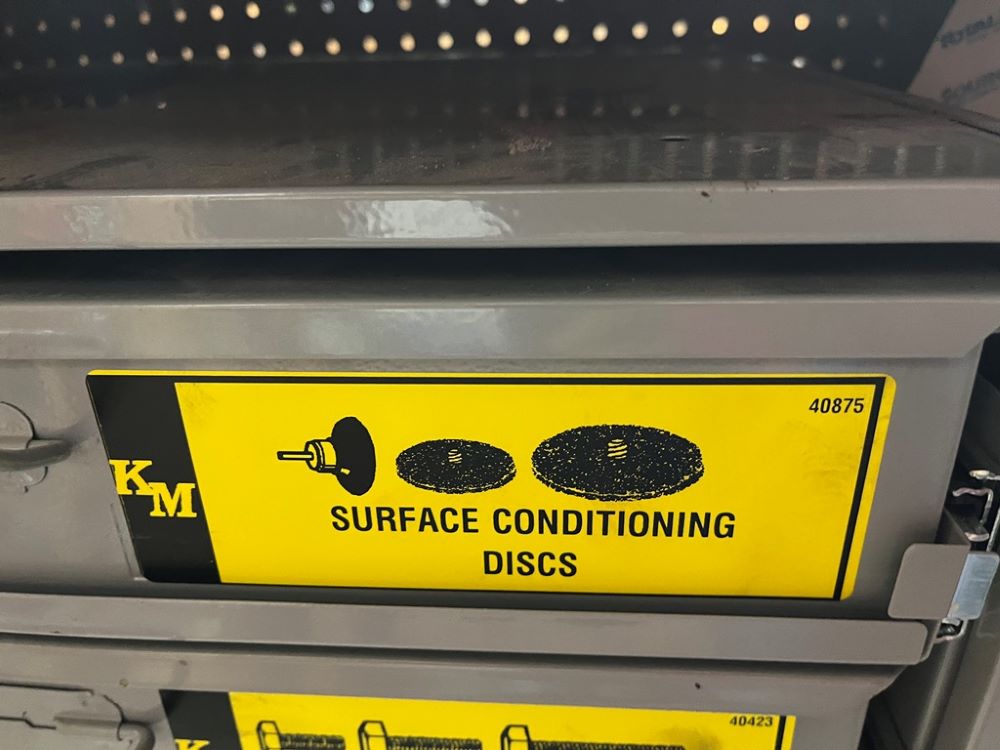 40875
KM
SURFACE CONDITIONING
DISCS
40423
K